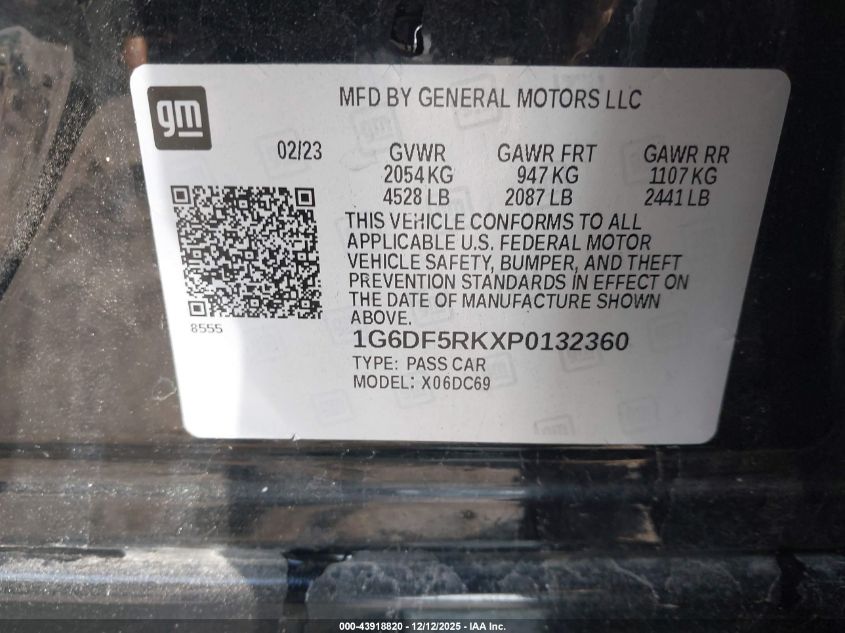 gm
MFD BY GENERAL MOTORS LLC
02/23 GVWR GAWR FRT GAWR RR
2054 KG 947 KG 1107 KG
4528 LB 2087 LB 2441 LB
THIS VEHICLE CONFORMS TO ALL
APPLICABLE U.S. FEDERAL MOTOR
VEHICLE SAFETY, BUMPER, AND THEFT
PREVENTION STANDARDS IN EFFECT ON
THE DATE OF MANUFACTURE SHOWN
ABOVE.
8555
1G6DF5RKXP0132360
TYPE: PASS CAR
MODEL: X06DC69
000-43918820 - 12/12/2025 - IAA Inc.